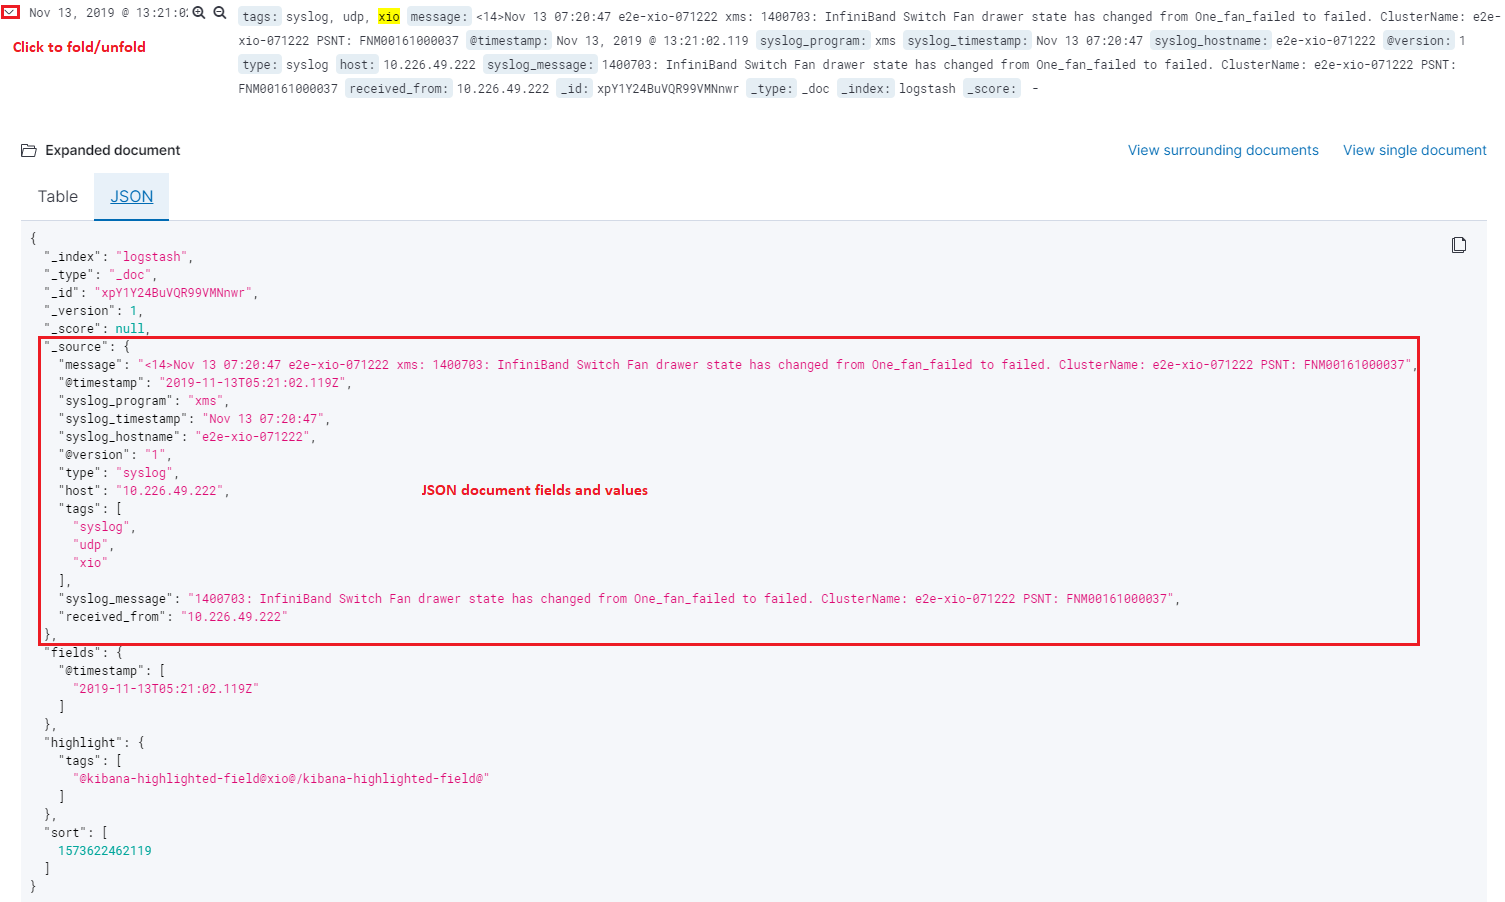 Nov 13, 2019 @ 13:21:0
tags: syslog, udp, xio message: <14>Nov 13 07:20:47 e2e-xio-071222 xms: 1400703: InfiniBand Switch Fan drawer state has changed from One_fan_failed to failed. ClusterName: e2e-
xio-071222 PSNT: FNM00161000037 @timestamp: Nov 13, 2019 @ 13:21:02.119 syslog_program: xms syslog_timestamp: Nov 13 07:20:47 syslog_hostname: e2e-xio-071222 @version: 1
Click to fold/unfold
type: syslog host: 10.226.49.222 syslog_message: 1400703: InfiniBand Switch Fan drawer state has changed from One_fan_failed to failed. ClusterName: e2e-xio-071222 PSNT:
FNM00161000037 received_from: 10.226.49.222 _id: xpY1Y24BuVQR99VMNnwr _type: _doc _index: logstash _score: -
Expanded document View surrounding documents View single document
Table JSON
{
"_index": "logstash",
"_type": "_doc",
"_id": "xpY1Y24BuVQR99VMNnwr",
"_version": 1,
"_score": null,
"_source": {
"message": "<14>Nov 13 07:20:47 e2e-xio-071222 xms: 1400703: InfiniBand Switch Fan drawer state has changed from One_fan_failed to failed. ClusterName: e2e-xio-071222 PSNT: FNM00161000037",
"@timestamp": "2019-11-13T05:21:02.119Z",
"syslog_program": "xms",
"syslog_timestamp": "Nov 13 07:20:47",
"syslog_hostname": "e2e-xio-071222",
"@version": "1",
"type": "syslog",
"host": "10.226.49.222",
JSON document fields and values
"tags": [
"syslog",
"udp",
"xio"
],
"syslog_message": "1400703: InfiniBand Switch Fan drawer state has changed from One_fan_failed to failed. ClusterName: e2e-xio-071222 PSNT: FNM00161000037",
"received_from": "10.226.49.222"
},
"fields": {
"@timestamp": [
"2019-11-13T05:21:02.119Z"
]
},
"highlight": {
"tags": [
"@kibana-highlighted-field@xio@/kibana-highlighted-field@"
]
},
"sort": [
1573622462119
]
}